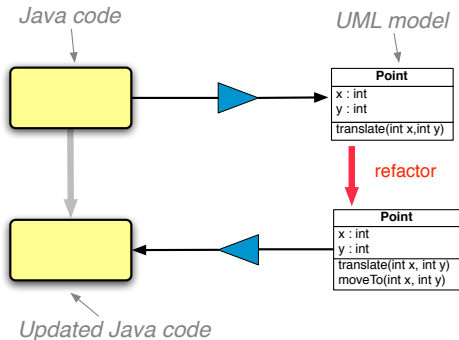 Java code
UML model
Point
x : int
y : int
translate(int x,int y)
refactor
Point
x : int
y : int
translate(int x, int y)
moveTo(int x, int y)
Updated Java code